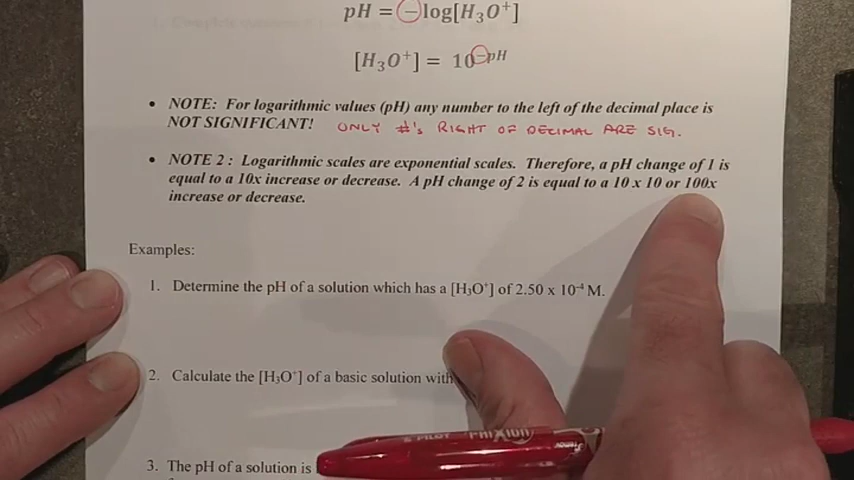 pH = −log[H₃O⁺]
[H₃O⁺] = 10⁻ᵖᴴ
• NOTE: For logarithmic values (pH) any number to the left of the decimal place is
NOT SIGNIFICANT! ONLY #'s RIGHT OF DECIMAL ARE SIG.
• NOTE 2 : Logarithmic scales are exponential scales. Therefore, a pH change of 1 is
equal to a 10x increase or decrease. A pH change of 2 is equal to a 10 x 10 or 100x
increase or decrease.
Examples:
1. Determine the pH of a solution which has a [H₃O⁺] of 2.50 x 10⁻⁴ M.
2. Calculate the [H₃O⁺] of a basic solution with
3. The pH of a solution is
PILOT FRIXION